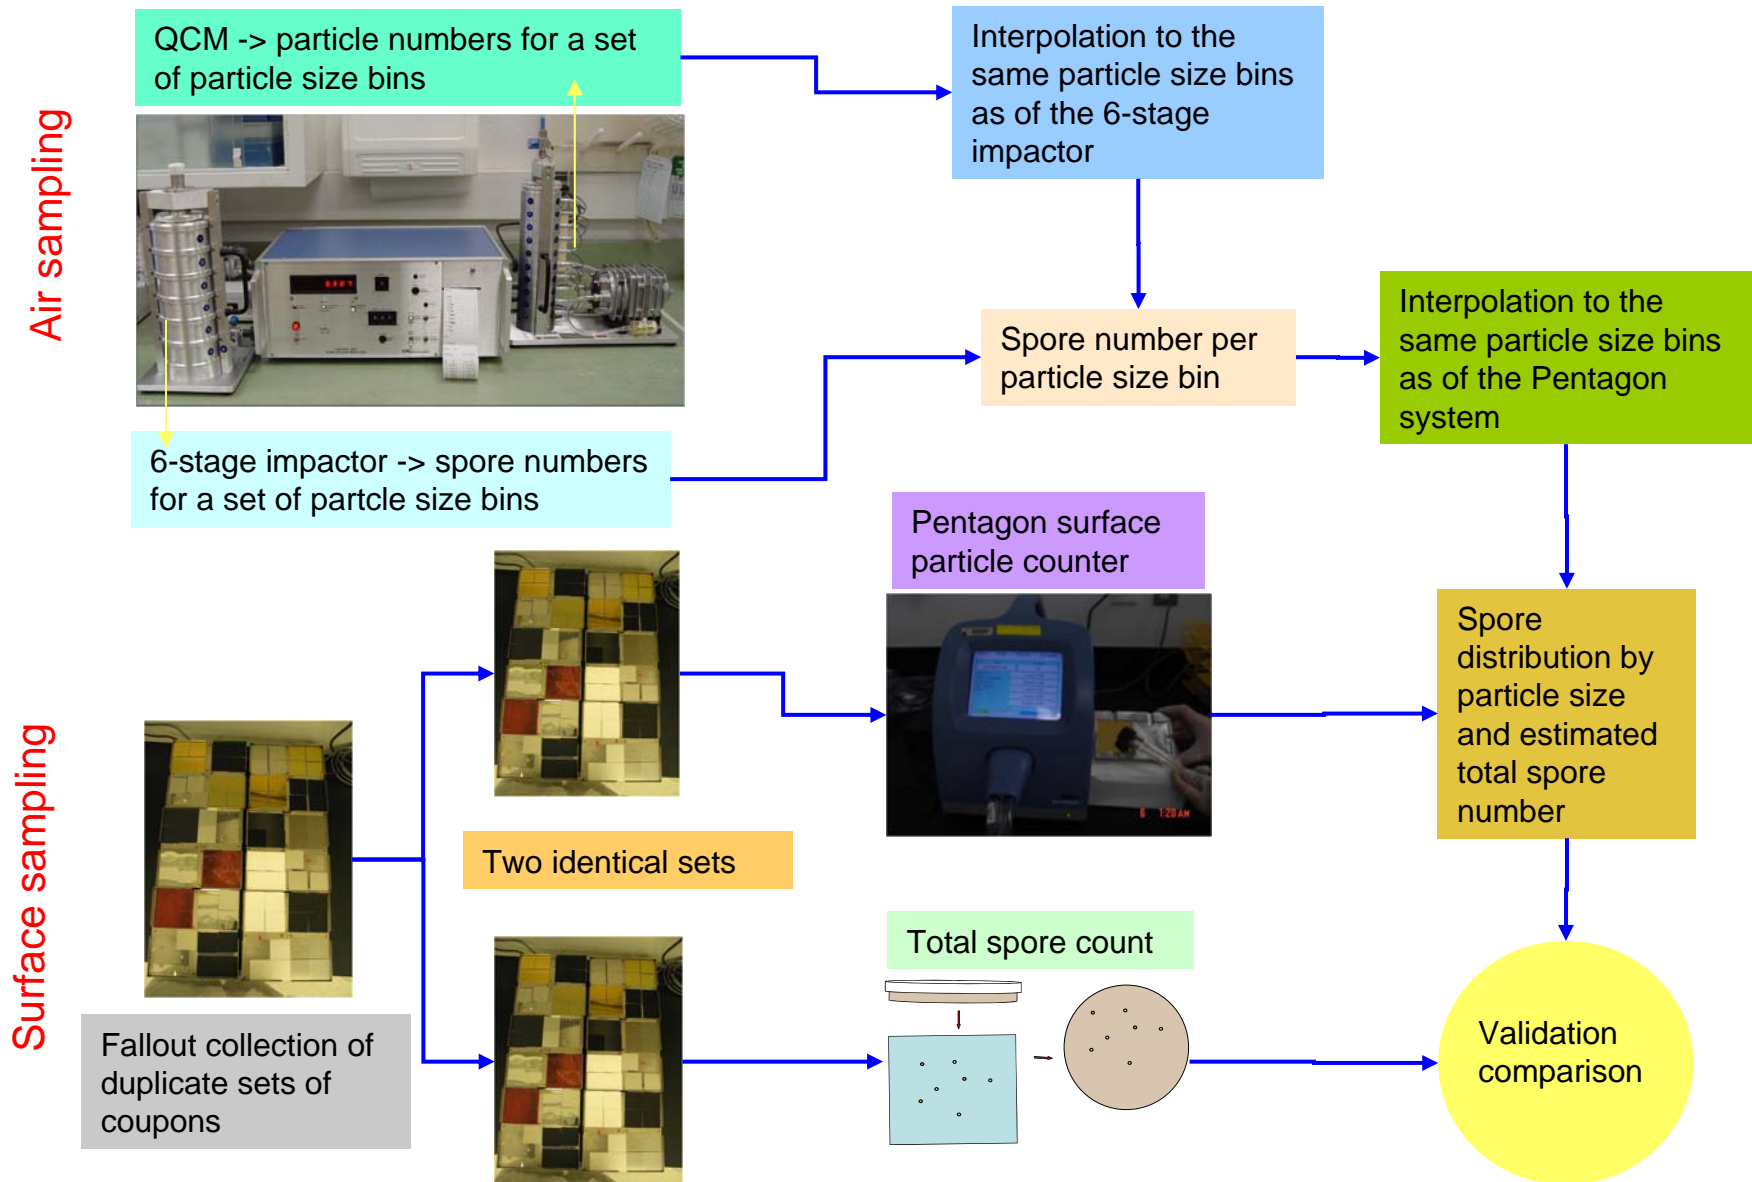 QCM -> particle numbers for a set
of particle size bins
Interpolation to the
same particle size bins
as of the 6-stage
impactor
Air sampling
Spore number per
particle size bin
Interpolation to the
same particle size bins
as of the Pentagon
system
6-stage impactor -> spore numbers
for a set of partcle size bins
Pentagon surface
particle counter
Spore
distribution by
particle size
and estimated
total spore
number
6 1:20 AM
Surface sampling
Two identical sets
Total spore count
Fallout collection of
duplicate sets of
coupons
Validation
comparison